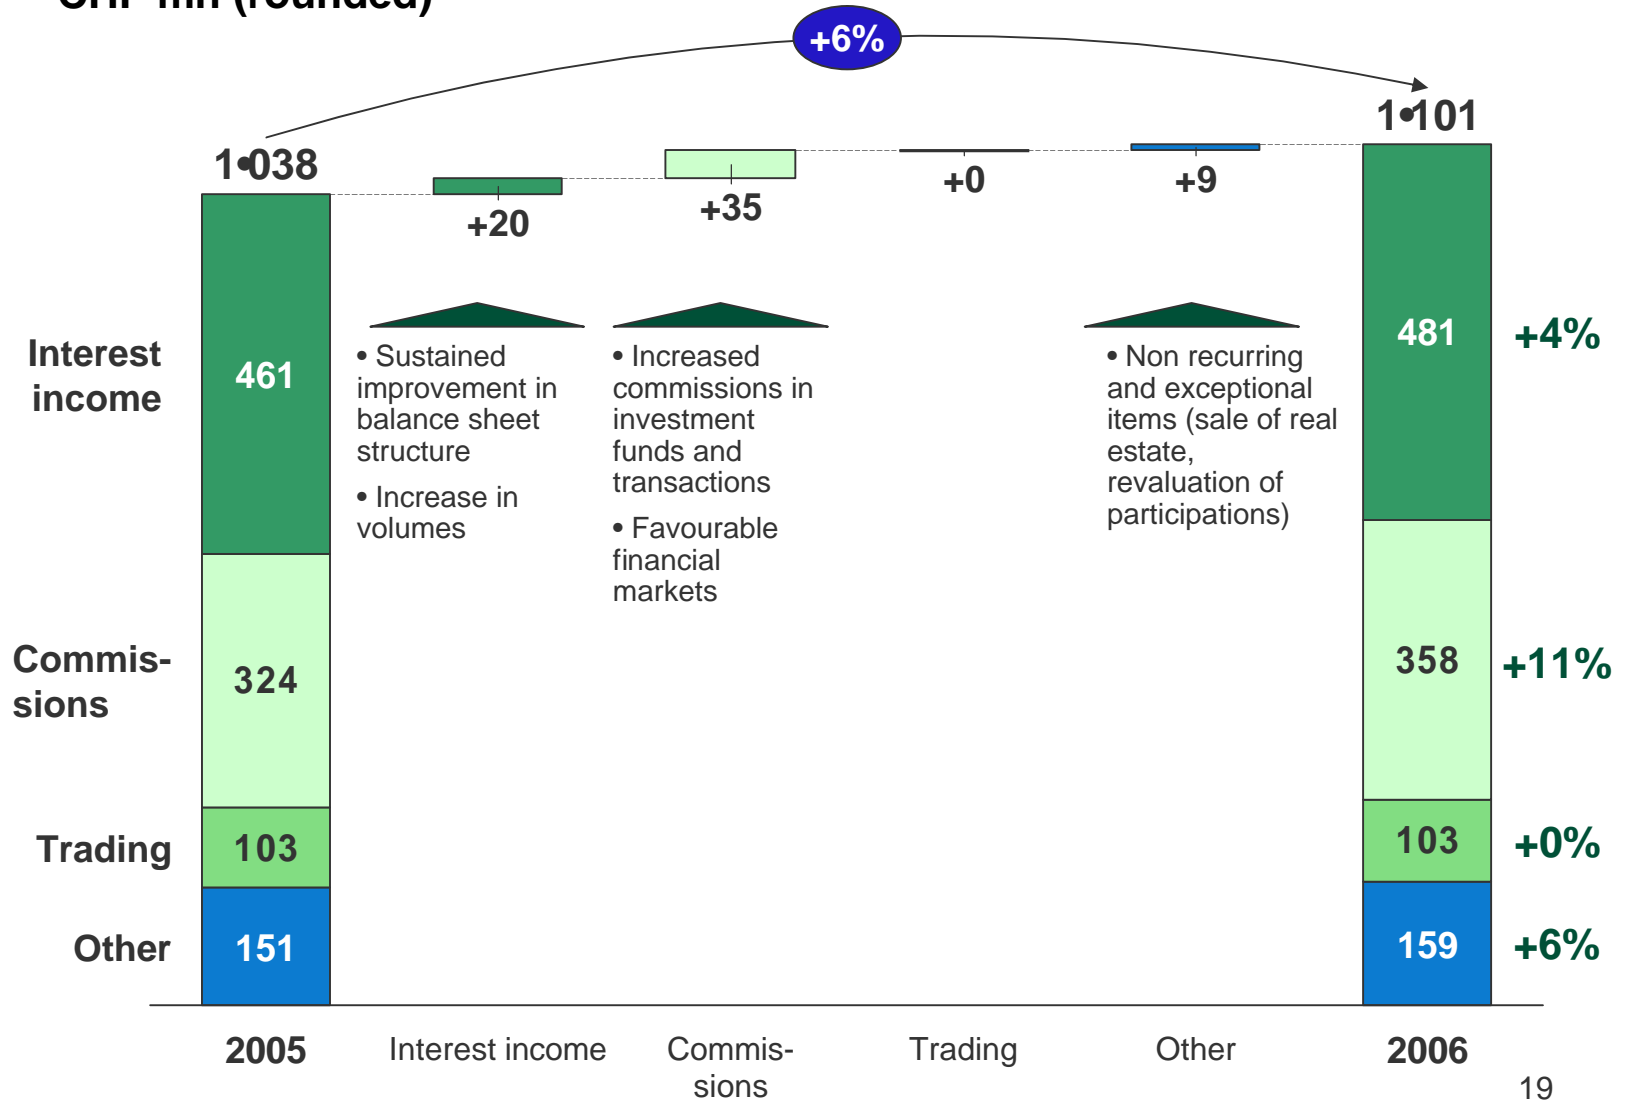 CHF mn (rounded)
+6%
1•038
1•101
+20
+35
+0
+9
Interest
income
461
481
+4%
• Sustained
improvement in
balance sheet
structure
• Increase in
volumes
• Increased
commissions in
investment
funds and
transactions
• Favourable
financial
markets
• Non recurring
and exceptional
items (sale of real
estate,
revaluation of
participations)
Commis-
sions
324
358
+11%
Trading
103
103
+0%
Other
151
159
+6%
2005
Interest income
Commis-
sions
Trading
Other
2006
19